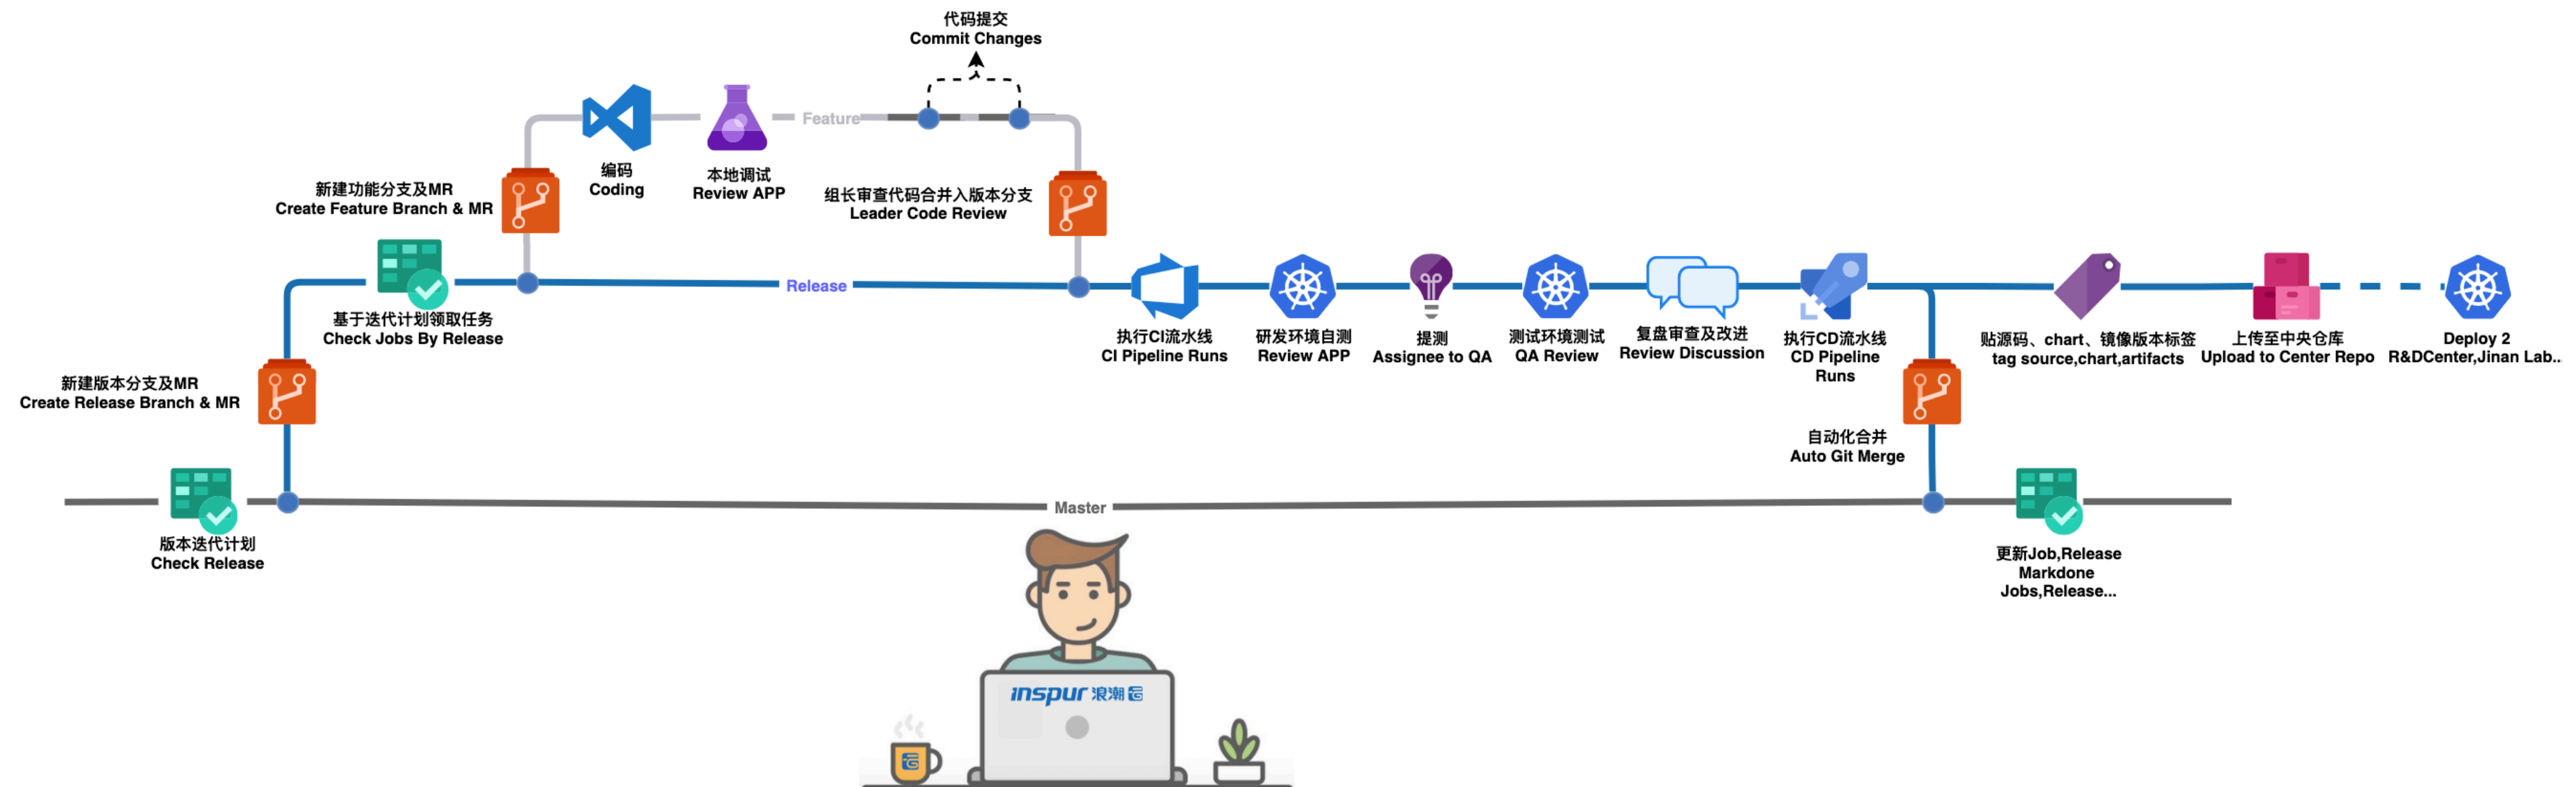 代码提交
Commit Changes
Feature
编码
Coding
本地调试
Review APP
新建功能分支及MR
Create Feature Branch & MR
组长审查代码合并入版本分支
Leader Code Review
Release
基于迭代计划领取任务
Check Jobs By Release
执行CI流水线
CI Pipeline Runs
研发环境自测
Review APP
提测
Assignee to QA
测试环境测试
QA Review
复盘审查及改进
Review Discussion
执行CD流水线
CD Pipeline
Runs
贴源码、chart、镜像版本标签
tag source,chart,artifacts
上传至中央仓库
Upload to Center Repo
Deploy 2
R&DCenter,Jinan Lab...
新建版本分支及MR
Create Release Branch & MR
自动化合并
Auto Git Merge
Master
版本迭代计划
Check Release
更新Job,Release
Markdone
Jobs,Release...
inspur 浪潮